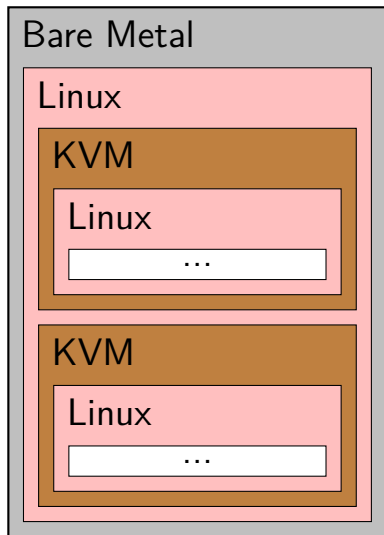 Bare Metal
Linux
KVM
Linux
...
KVM
Linux
...